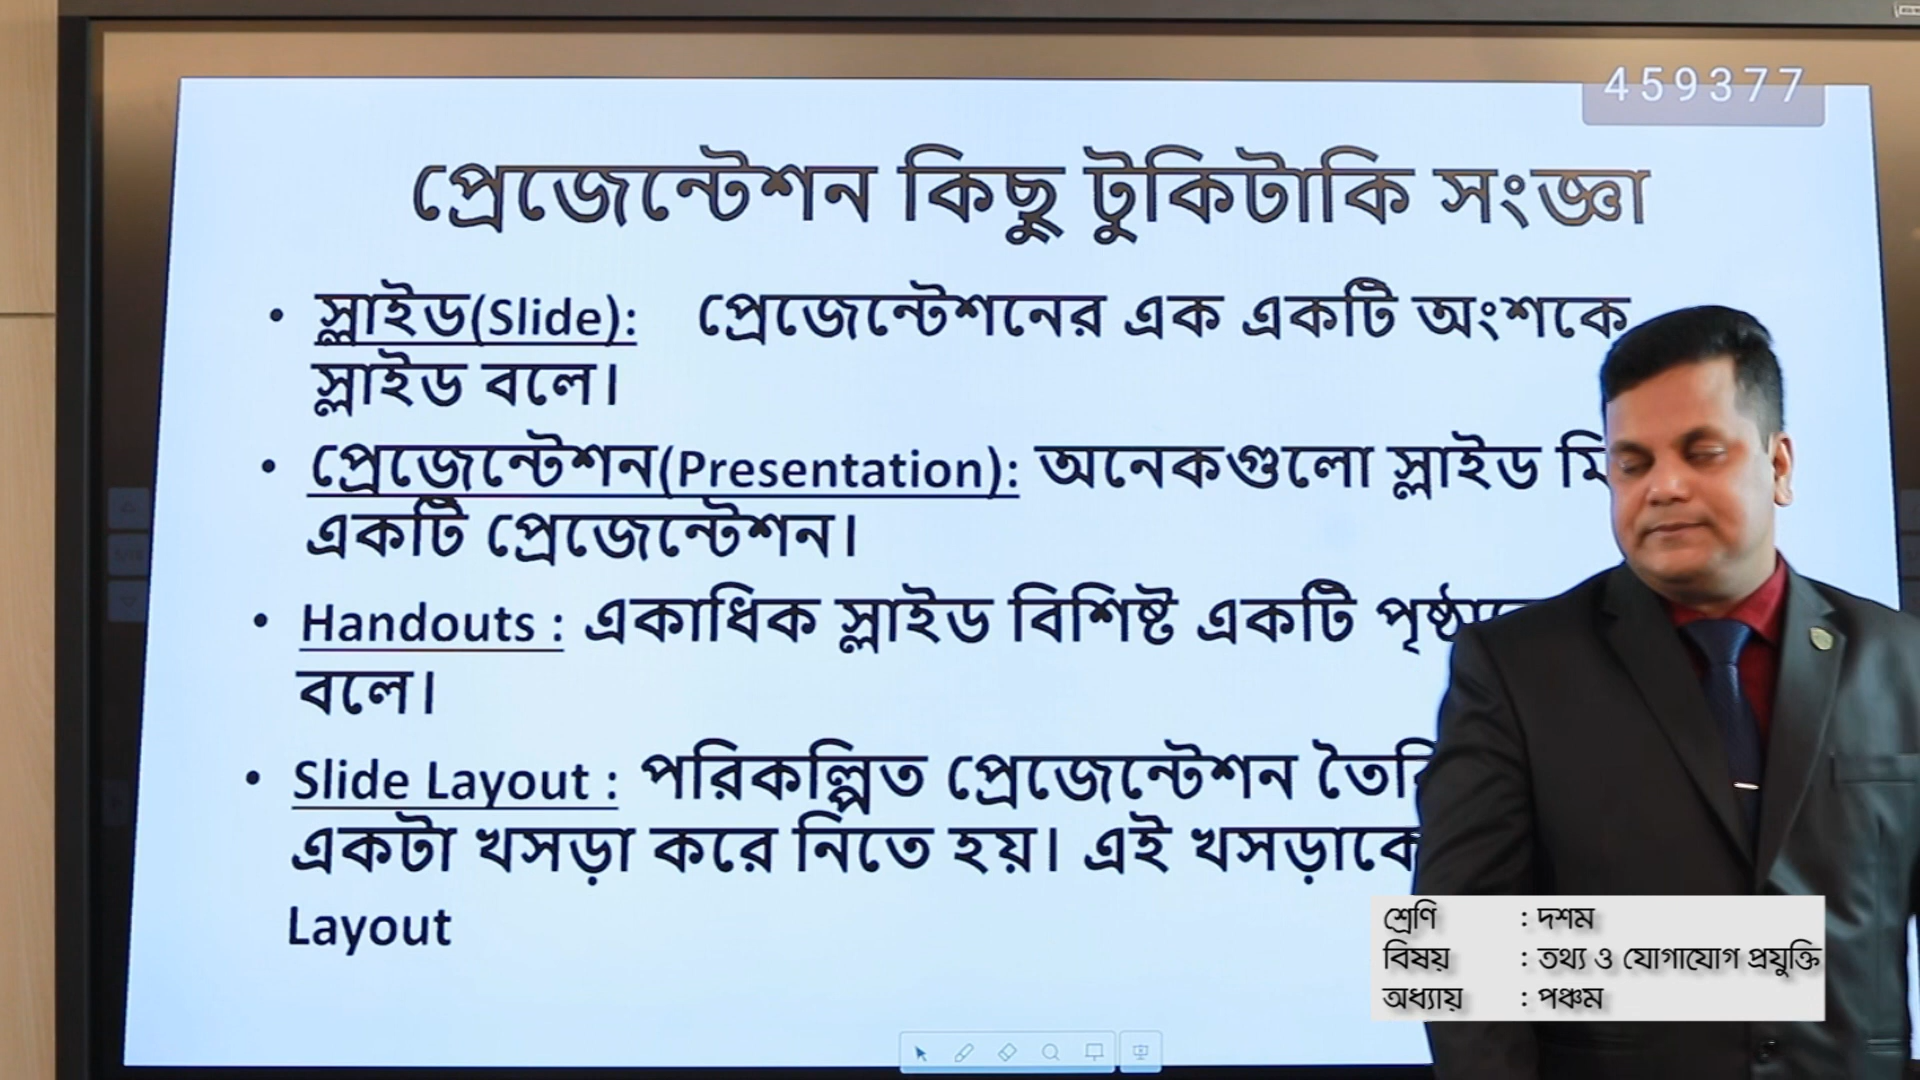 459377
প্রেজেন্টেশন কিছু টুকিটাকি সংজ্ঞা
• স্লাইড(Slide): প্রেজেন্টেশনের এক একটি অংশকে
স্লাইড বলে।
• প্রেজেন্টেশন(Presentation): অনেকগুলো স্লাইড
একটি প্রেজেন্টেশন।
• Handouts : একাধিক স্লাইড বিশিষ্ট একটি
বলে।
• Slide Layout : পরিকল্পিত প্রেজেন্টেশন
একটা খসড়া করে নিতে হয়। এই খসড়াকে
Layout
শ্রেণি : দশম
বিষয় : তথ্য ও যোগাযোগ প্রযুক্তি
অধ্যায় : পঞ্চম